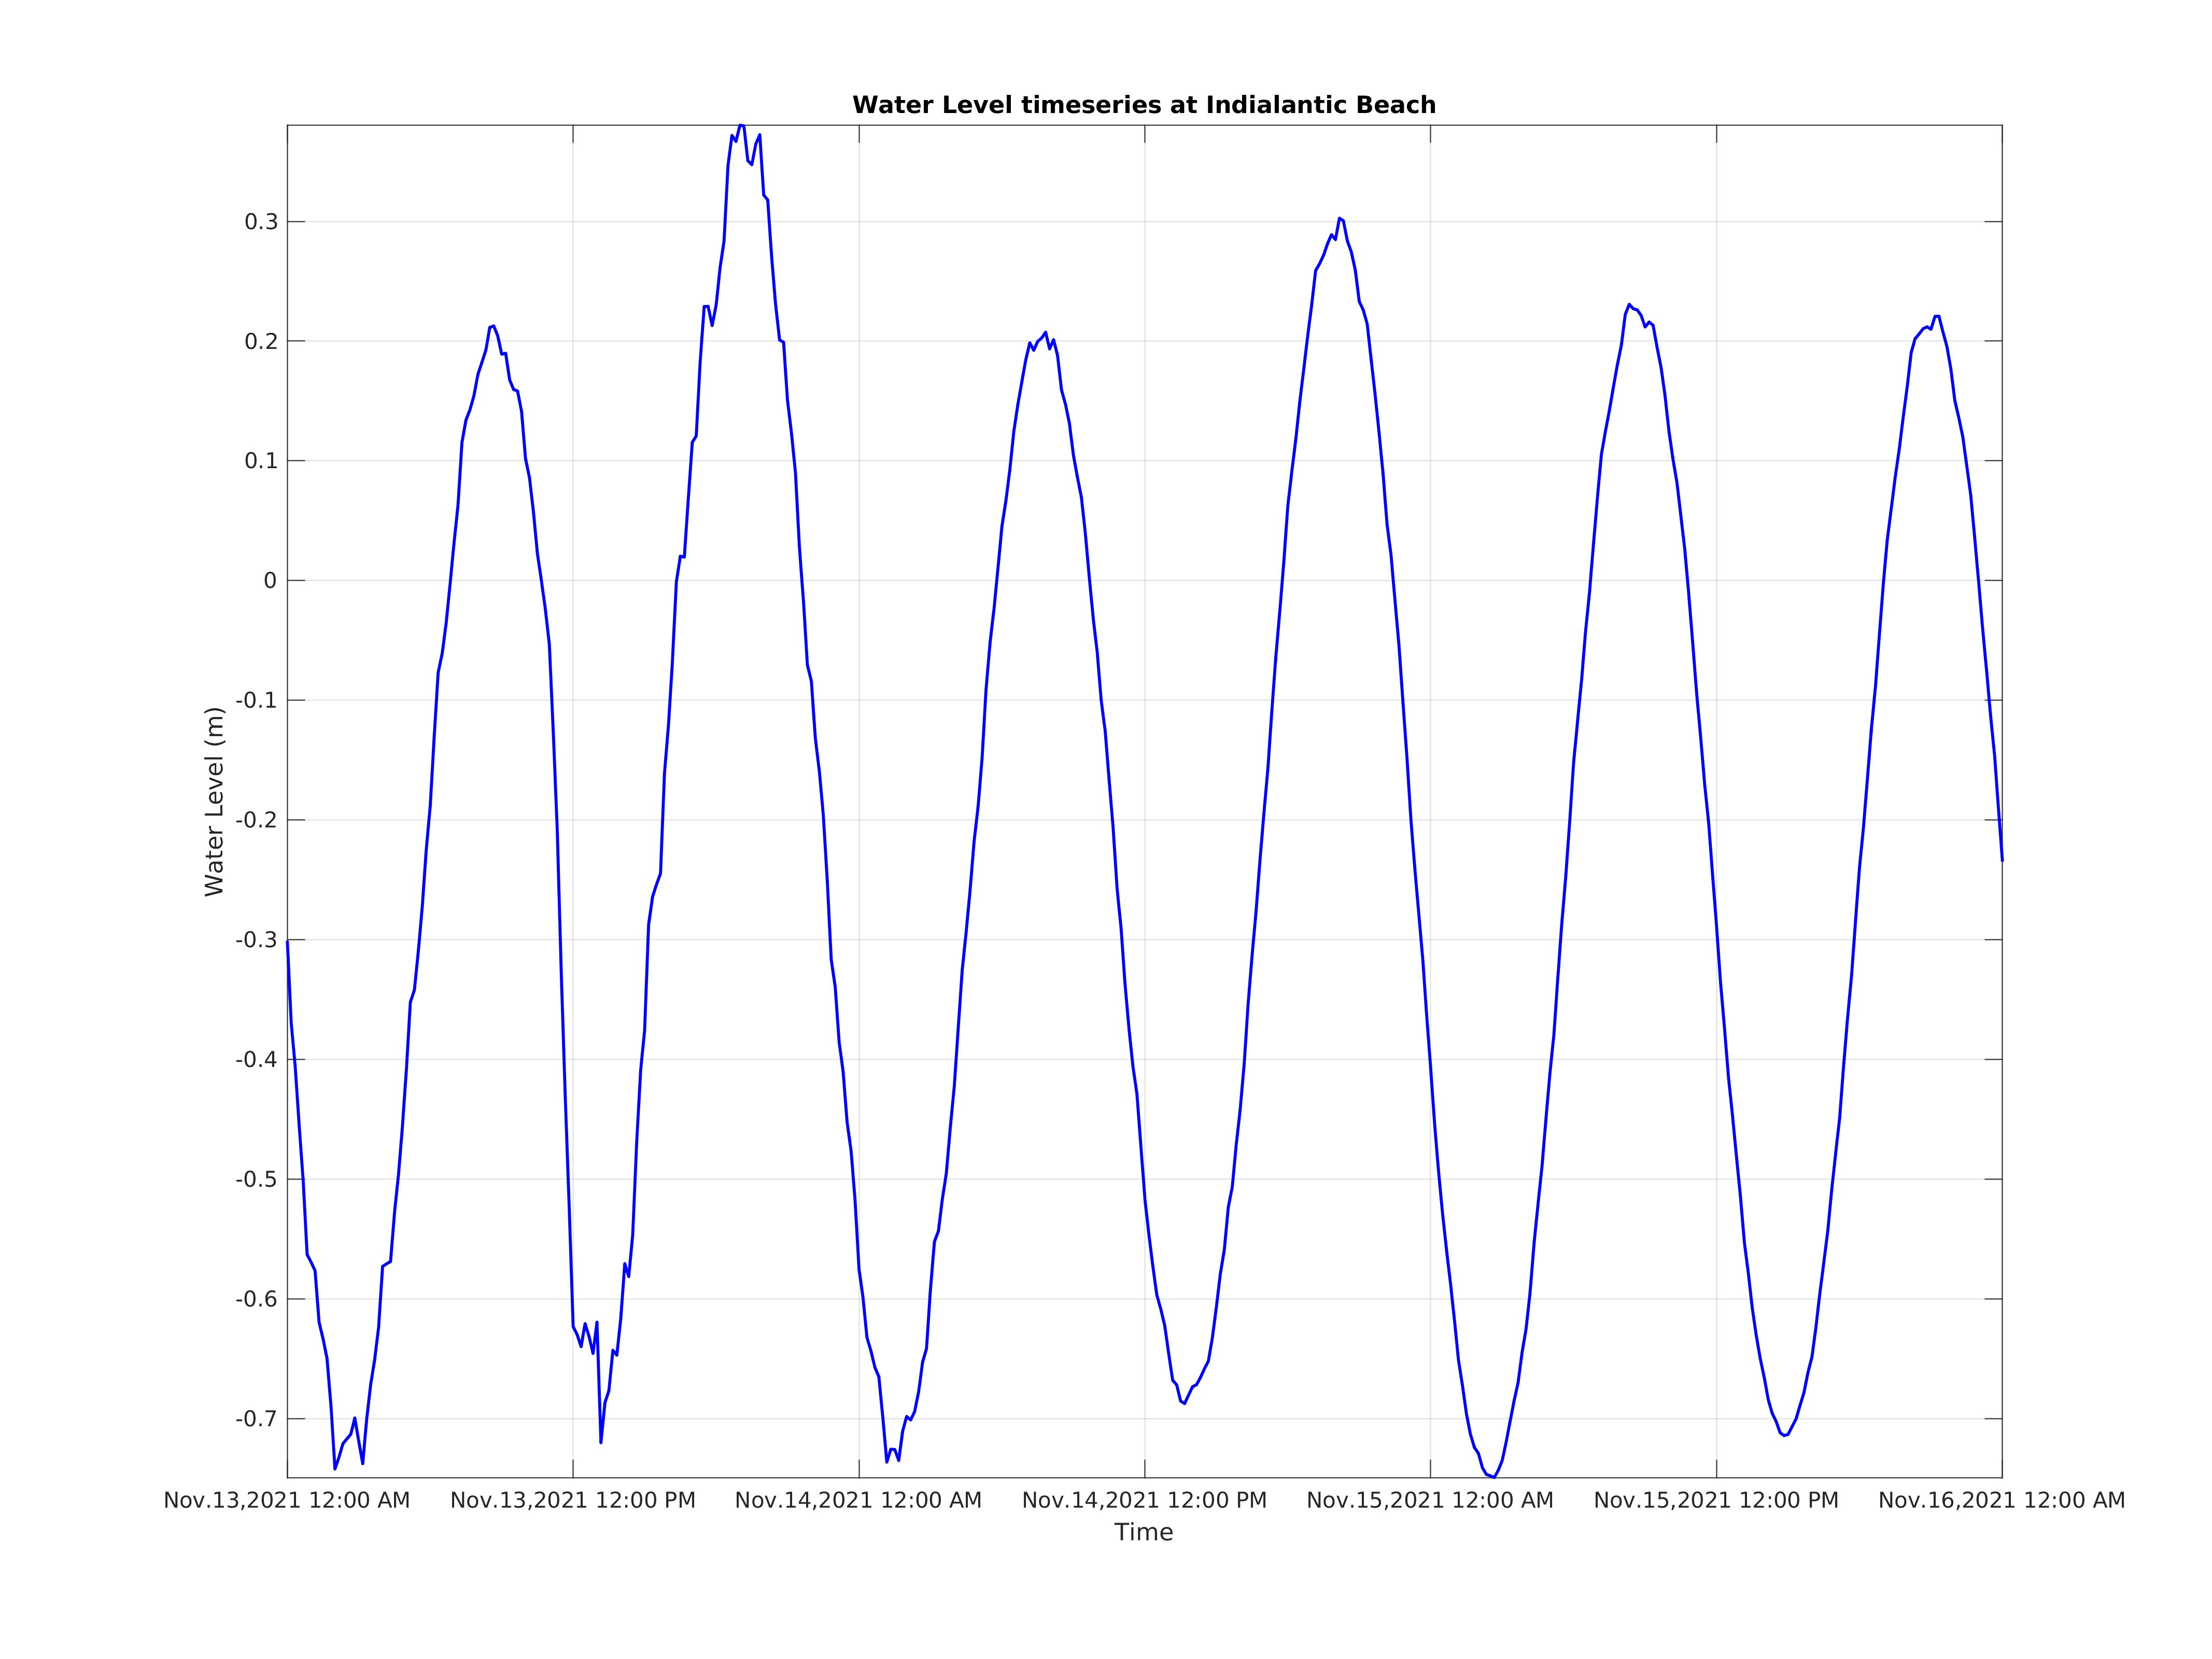 Water Level timeseries at Indialantic Beach
0.3
0.2
0.1
0
-0.1
-0.2
-0.3
-0.4
-0.5
-0.6
-0.7
Water Level (m)
Nov.13,2021 12:00 AM
Nov.13,2021 12:00 PM
Nov.14,2021 12:00 AM
Nov.14,2021 12:00 PM
Nov.15,2021 12:00 AM
Nov.15,2021 12:00 PM
Nov.16,2021 12:00 AM
Time